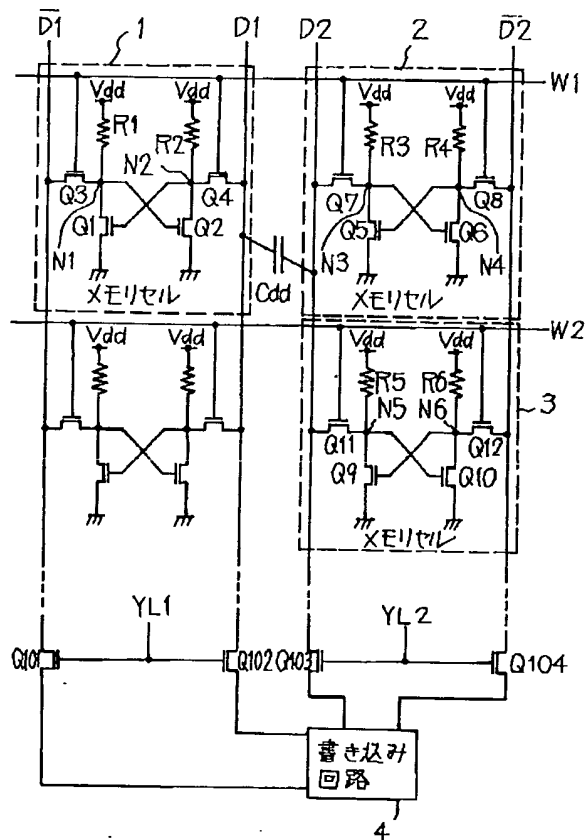 D1 1 D1 D2 2 D2
W1
Vdd Vdd Vdd Vdd
R1 R2 R3 R4
N2
Q3 Q4 Q7 Q8
Q1 Q2 Q5 Q6
N1 N3 N4
Cdd
メモリセル メモリセル
W2
Vdd Vdd Vdd Vdd
R5 R6
N5 N6 3
Q11 Q12
Q9 Q10
メモリセル
YL1 YL2
Q10 Q102 Q103 Q104
書き込み
回路
4